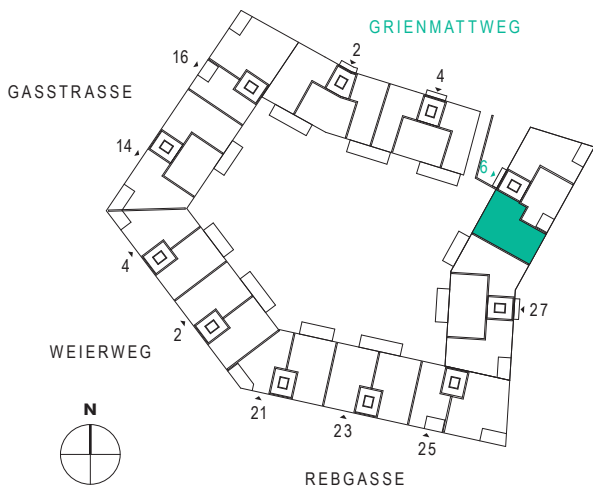 GRIENMATTWEG
2
16
4
GASSTRASSE
14
6
4
27
2
WEIERWEG
21
23
25
N
REBGASSE